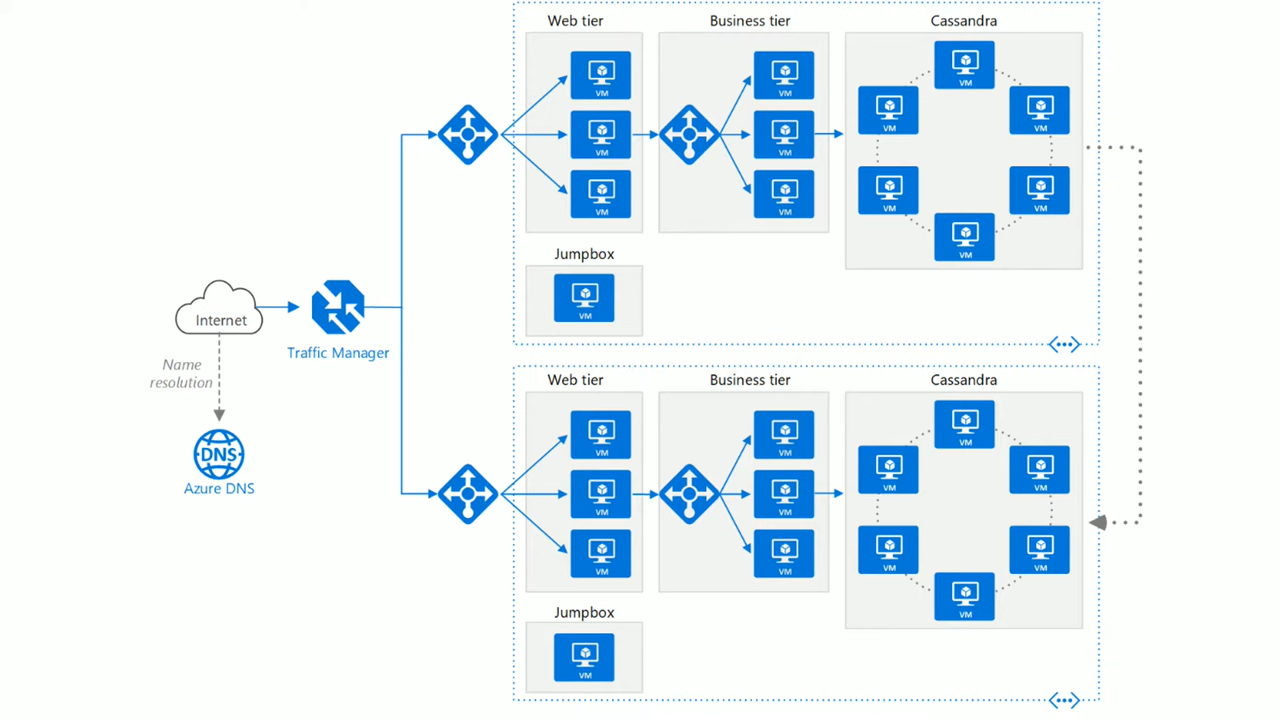 Web tier
Business tier
Cassandra
VM
VM
VM
VM
VM
VM
VM
VM
VM
VM
VM
VM
Jumpbox
VM
Internet
Traffic Manager
Name
resolution
DNS
Azure DNS
Web tier
Business tier
Cassandra
VM
VM
VM
VM
VM
VM
VM
VM
VM
VM
VM
VM
Jumpbox
VM